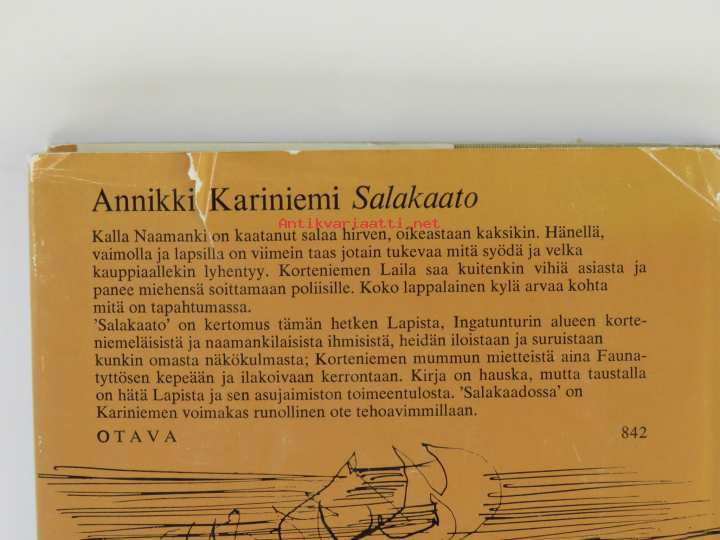 Annikki Kariniemi Salakaato
Antikvariaatti.net
Kalla Naamanki on kaatanut salaa hirven, oikeastaan kaksikin. Hänellä,
vaimolla ja lapsilla on viimein taas jotain tukevaa mitä syödä ja velka
kauppiaallekin lyhentyy. Korteniemen Laila saa kuitenkin vihiä asiasta ja
panee miehensä soittamaan poliisille. Koko lappalainen kylä arvaa kohta
mitä on tapahtumassa.
'Salakaato' on kertomus tämän hetken Lapista, Ingatunturin alueen korte-
niemeläisistä ja naamankilaisista ihmisistä, heidän iloistaan ja suruistaan
kunkin omasta näkökulmasta; Korteniemen mummun mietteistä aina Fauna-
tyttösen kepeään ja ilakoivaan kerrontaan. Kirja on hauska, mutta taustalla
on hätä Lapista ja sen asujaimiston toimeentulosta. 'Salakaadossa' on
Kariniemen voimakas runollinen ote tehoavimmillaan.
OTAVA 842